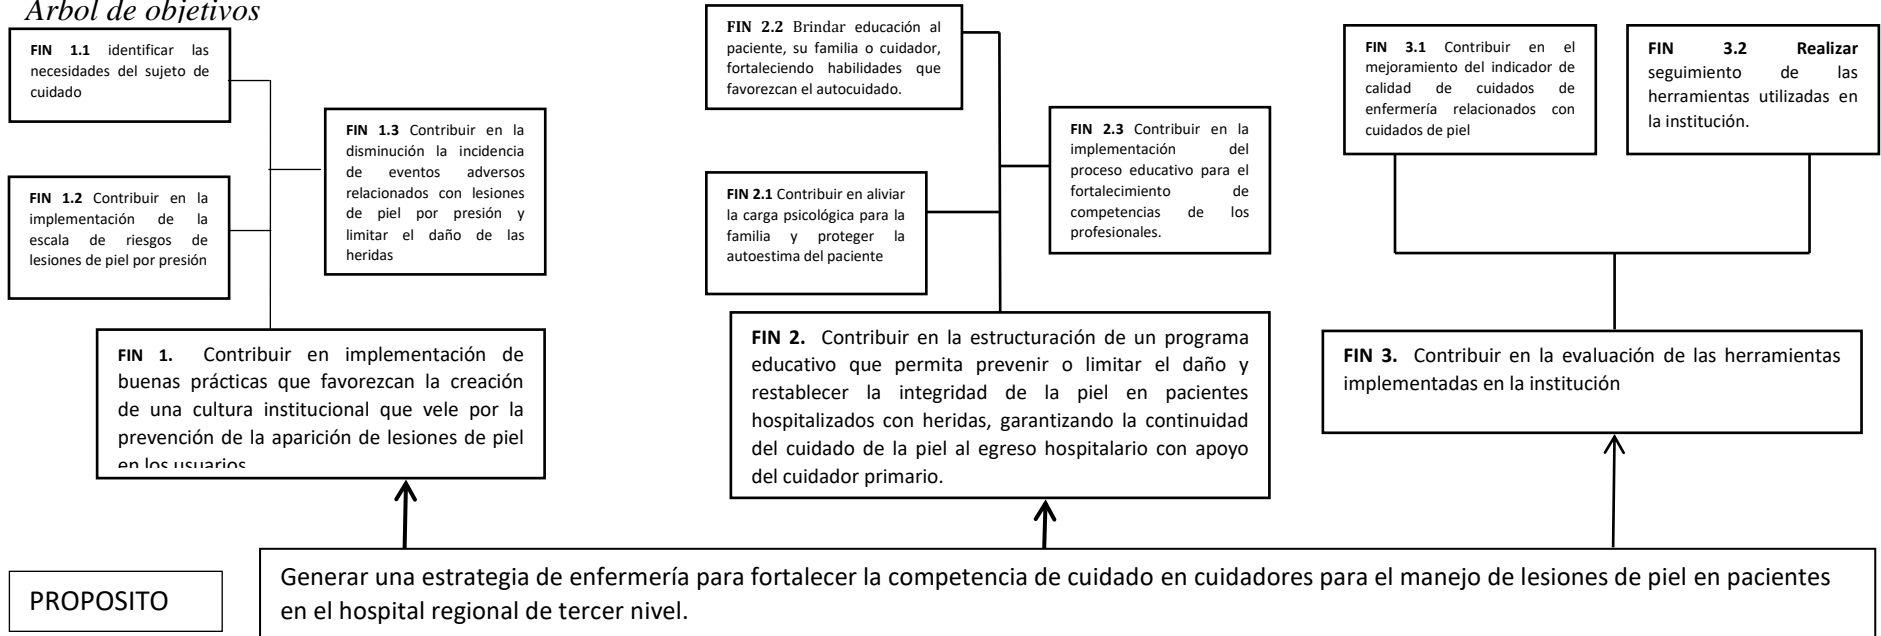 Árbol de objetivos
FIN 1.1 identificar las
necesidades del sujeto de
cuidado
FIN 1.2 Contribuir en la
implementación de la
escala de riesgos de
lesiones de piel por presión
FIN 1.3 Contribuir en la
disminución la incidencia
de eventos adversos
relacionados con lesiones
de piel por presión y
limitar el daño de las
heridas
FIN 1. Contribuir en implementación de
buenas prácticas que favorezcan la creación
de una cultura institucional que vele por la
prevención de la aparición de lesiones de piel
en los usuarios
FIN 2.2 Brindar educación al
paciente, su familia o cuidador,
fortaleciendo habilidades que
favorezcan el autocuidado.
FIN 2.1 Contribuir en aliviar
la carga psicológica para la
familia y proteger la
autoestima del paciente
FIN 2.3 Contribuir en la
implementación del
proceso educativo para el
fortalecimiento de
competencias de los
profesionales.
FIN 2. Contribuir en la estructuración de un programa
educativo que permita prevenir o limitar el daño y
restablecer la integridad de la piel en pacientes
hospitalizados con heridas, garantizando la continuidad
del cuidado de la piel al egreso hospitalario con apoyo
del cuidador primario.
FIN 3.1 Contribuir en el
mejoramiento del indicador de
calidad de cuidados de
enfermería relacionados con
cuidados de piel
FIN 3.2 Realizar
seguimiento de las
herramientas utilizadas en
la institución.
FIN 3. Contribuir en la evaluación de las herramientas
implementadas en la institución
PROPOSITO
Generar una estrategia de enfermería para fortalecer la competencia de cuidado en cuidadores para el manejo de lesiones de piel en pacientes
en el hospital regional de tercer nivel.